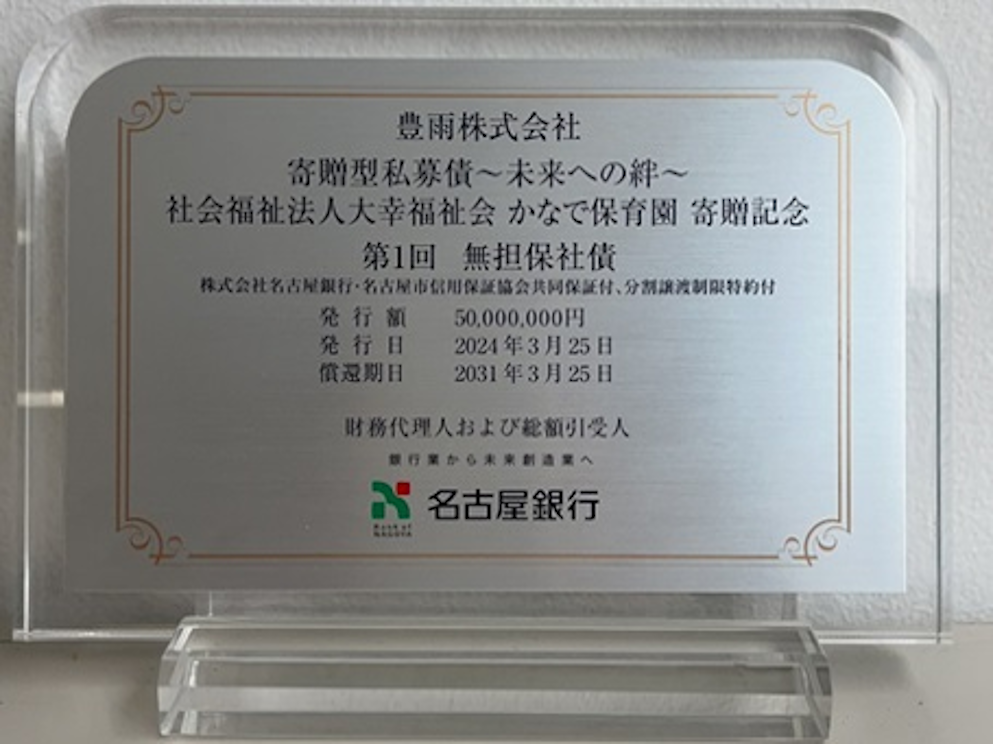 豊雨株式会社
寄贈型私募債～未来への絆～
社会福祉法人大幸福祉会 かなで保育園 寄贈記念
第1回 無担保社債
株式会社名古屋銀行・名古屋市信用保証協会共同保証付、分割譲渡制限特約付
発行額 50,000,000円
発行日 2024年3月25日
償還期日 2031年3月25日
財務代理人および総額引受人
銀行業から未来創造業へ
名古屋銀行
Bank of
NAGOYA